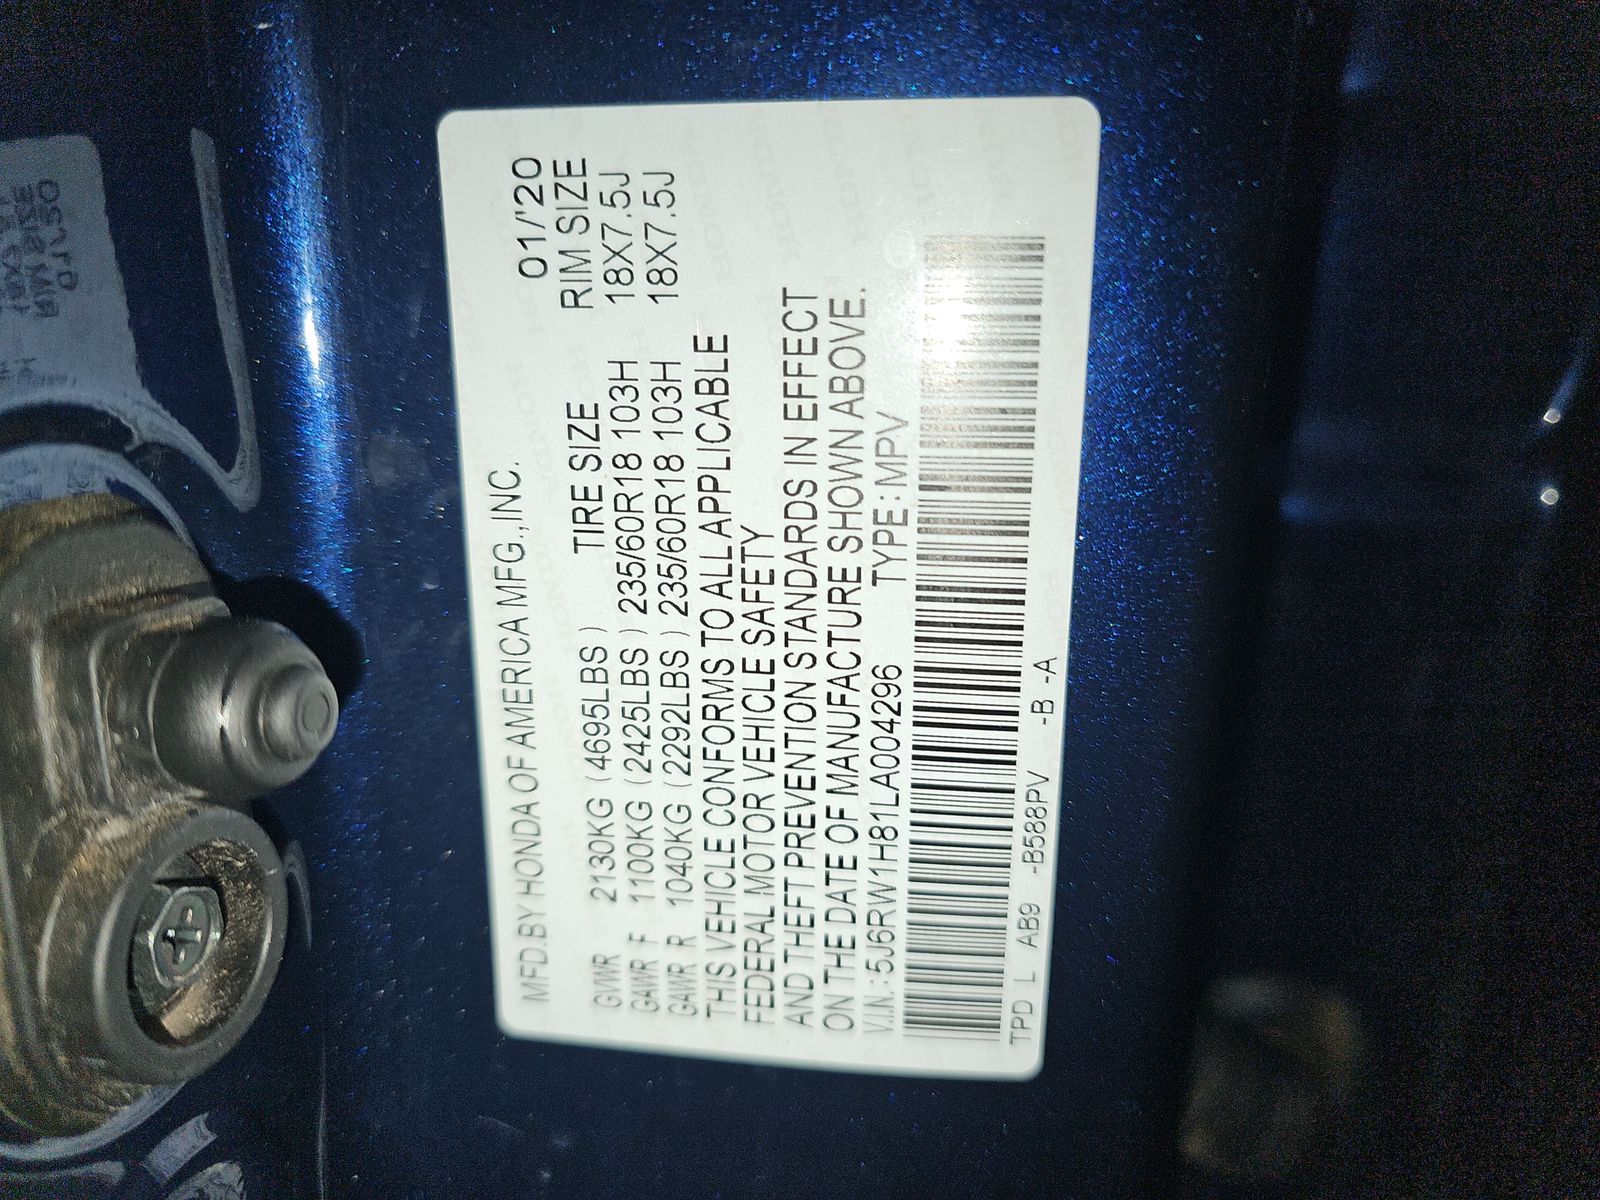 MFD.BY HONDA OF AMERICA MFG.,INC. 01/'20
TIRE SIZE RIM SIZE
GVWR 2130KG (4695LBS)
GAWR F 1100KG (2425LBS) 235/60R18 103H 18X7.5J
GAWR R 1040KG (2292LBS) 235/60R18 103H 18X7.5J
THIS VEHICLE CONFORMS TO ALL APPLICABLE
FEDERAL MOTOR VEHICLE SAFETY
AND THEFT PREVENTION STANDARDS IN EFFECT
ON THE DATE OF MANUFACTURE SHOWN ABOVE.
V.I.N.:5J6RW1H81LA004296 TYPE:MPV
TPD L AB9 -B588PV -B -A